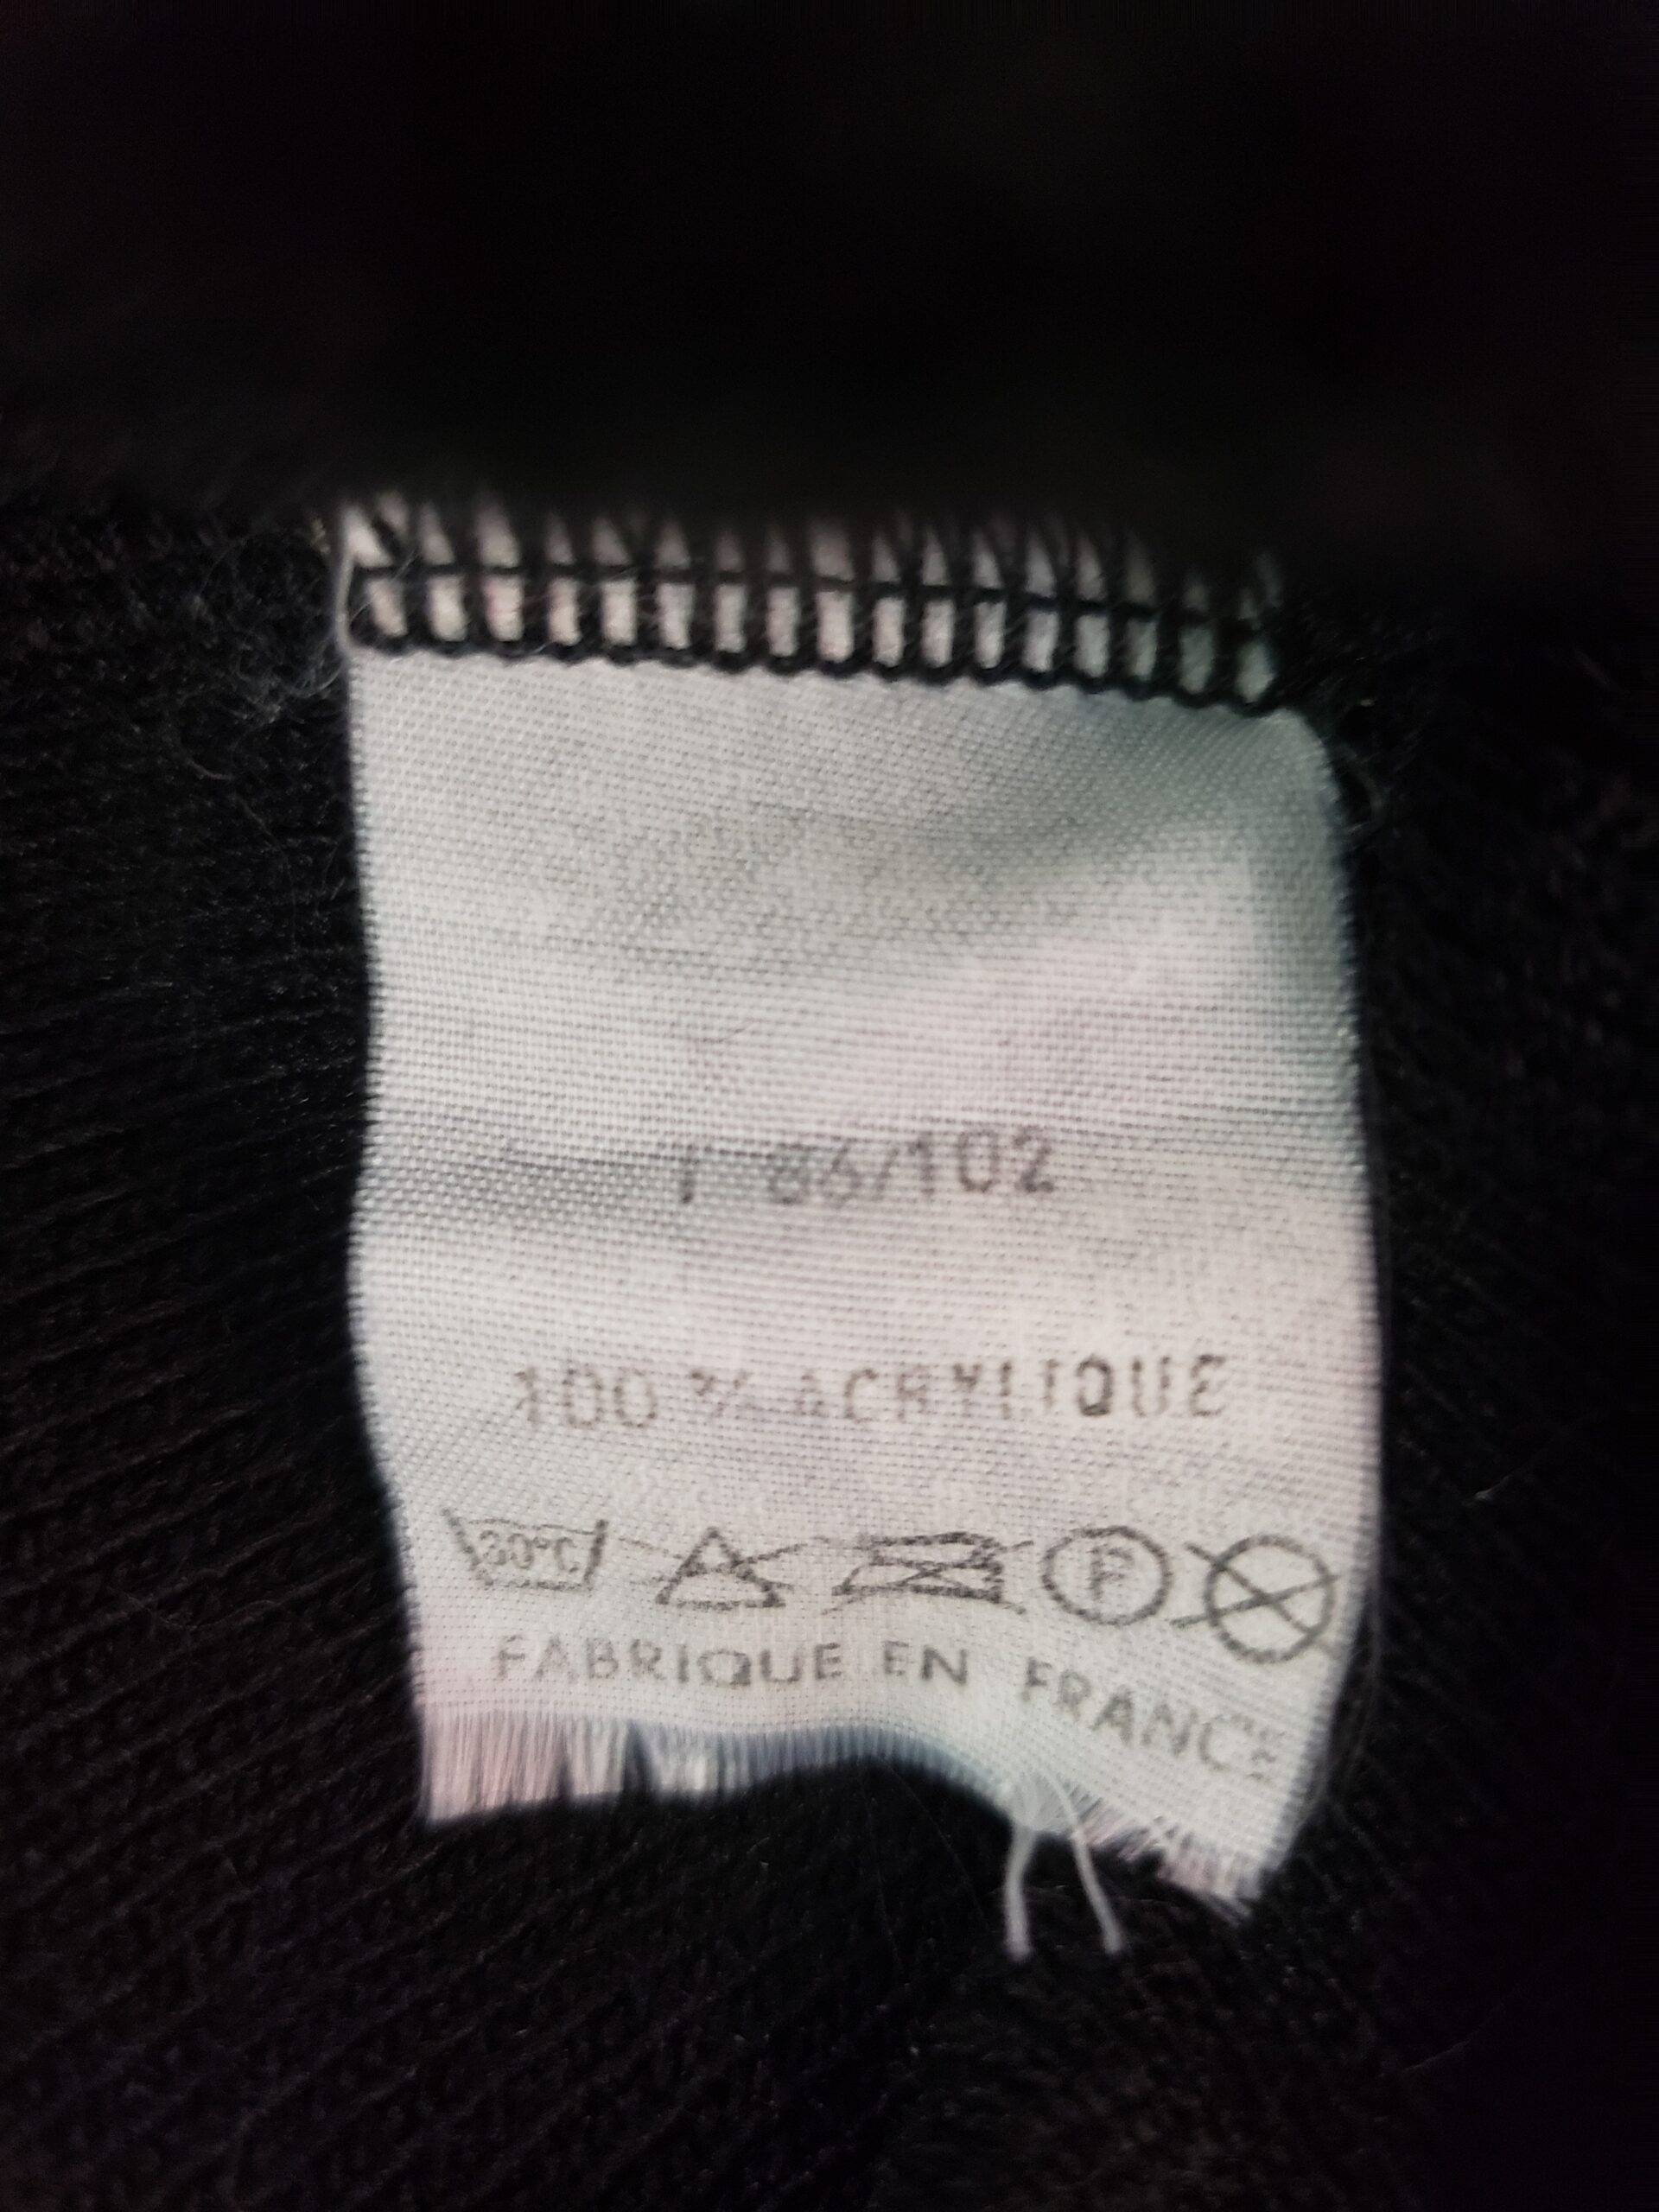 86/102
100 % ACRYLIQUE
30°C F
FABRIQUE EN FRANCE